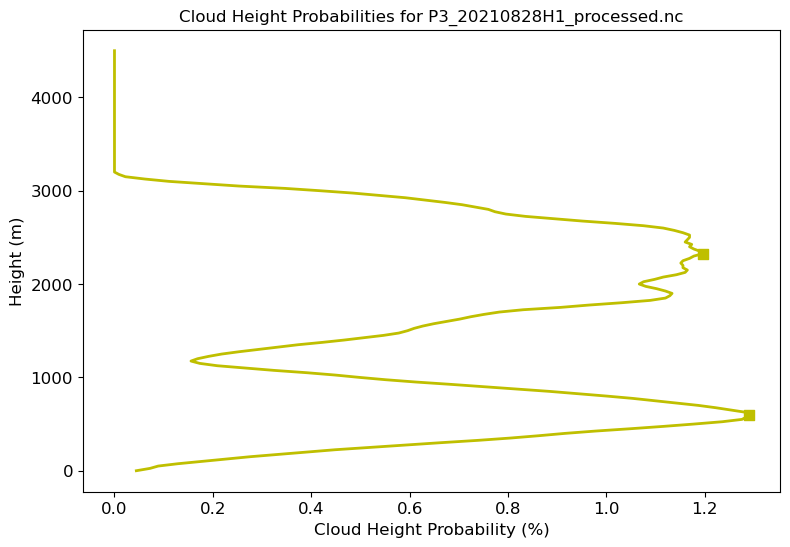 Cloud Height Probabilities for P3_20210828H1_processed.nc
Height (m)
4000
3000
2000
1000
0
0.0 0.2 0.4 0.6 0.8 1.0 1.2
Cloud Height Probability (%)